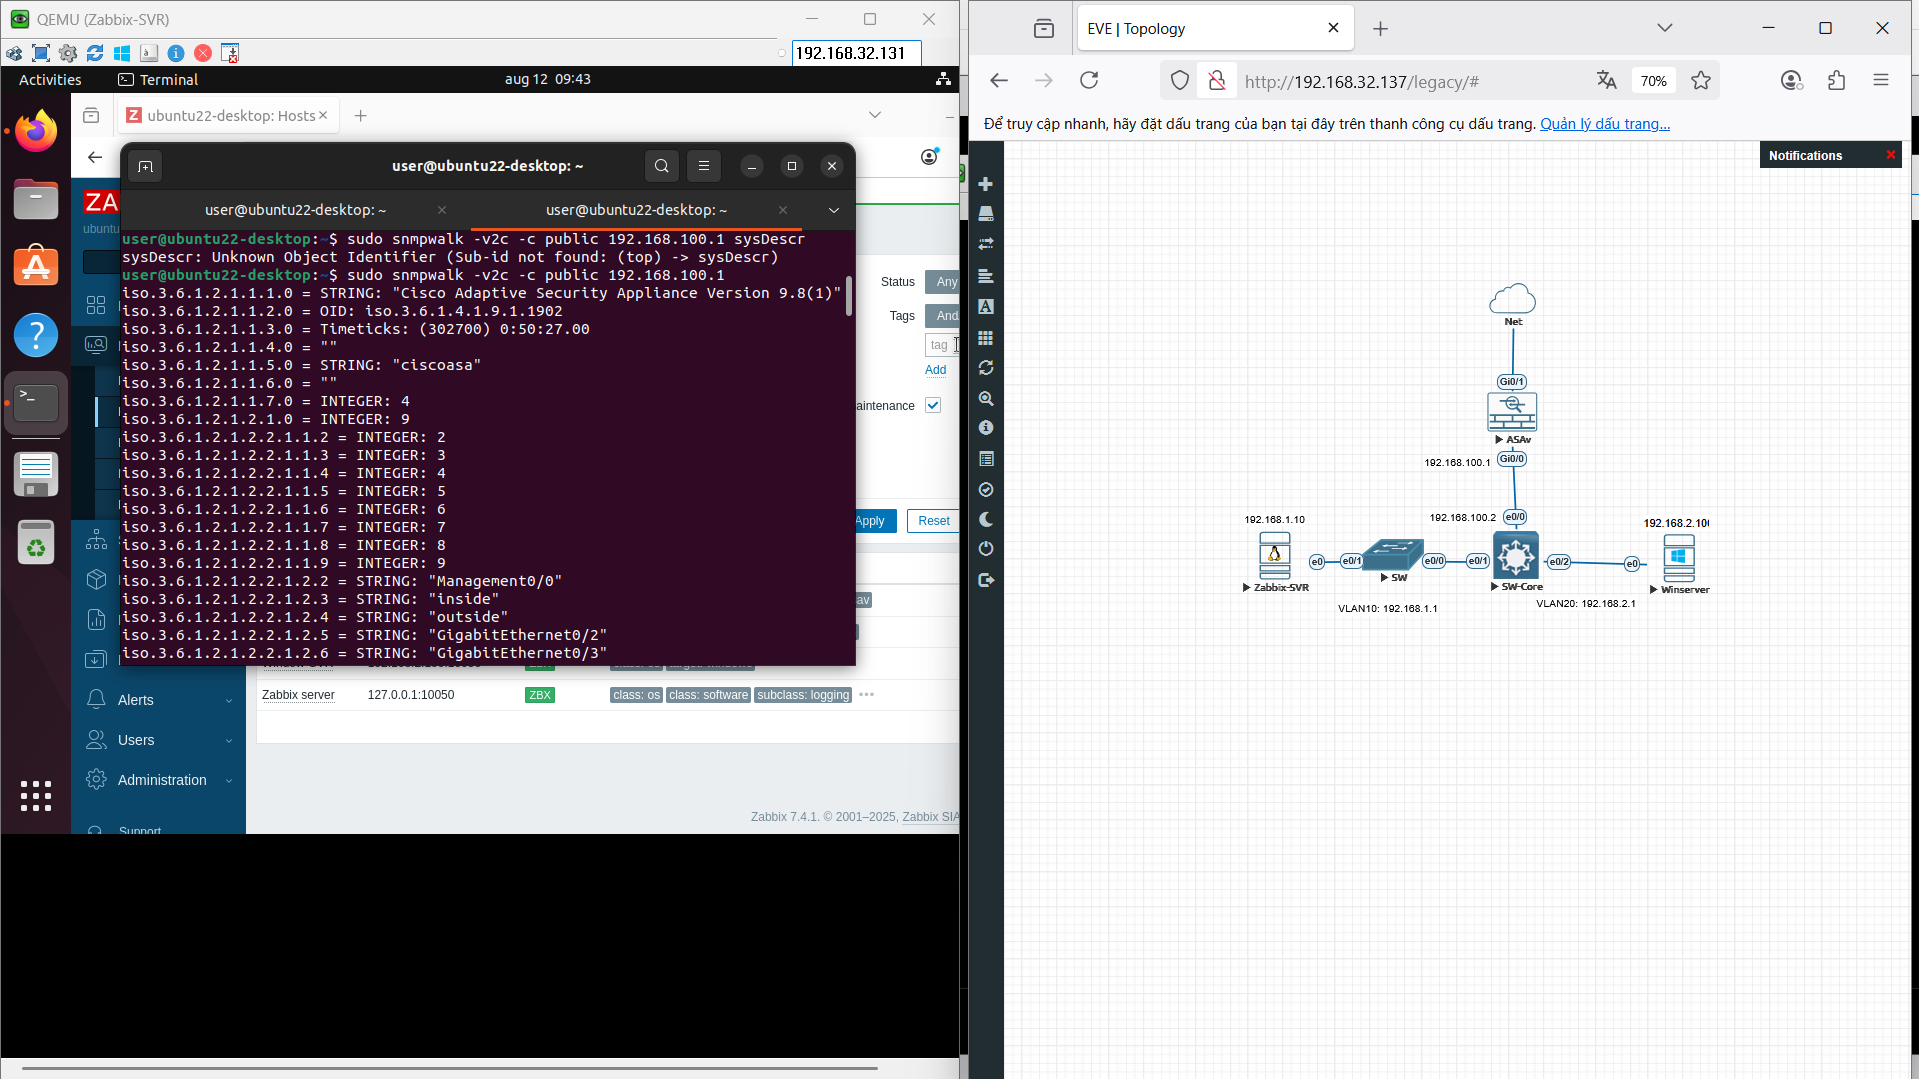 QEMU (Zabbix-SVR)
192.168.32.131
Activities
Terminal
aug 12 09:43
ubuntu22-desktop: Hosts
user@ubuntu22-desktop: ~
user@ubuntu22-desktop: ~
user@ubuntu22-desktop: ~
user@ubuntu22-desktop:~$ sudo snmpwalk -v2c -c public 192.168.100.1 sysDescr
sysDescr: Unknown Object Identifier (Sub-id not found: (top) -> sysDescr)
user@ubuntu22-desktop:~$ sudo snmpwalk -v2c -c public 192.168.100.1
iso.3.6.1.2.1.1.1.0 = STRING: "Cisco Adaptive Security Appliance Version 9.8(1)"
iso.3.6.1.2.1.1.2.0 = OID: iso.3.6.1.4.1.9.1.1902
iso.3.6.1.2.1.1.3.0 = Timeticks: (302700) 0:50:27.00
iso.3.6.1.2.1.1.4.0 = ""
iso.3.6.1.2.1.1.5.0 = STRING: "ciscoasa"
iso.3.6.1.2.1.1.6.0 = ""
iso.3.6.1.2.1.1.7.0 = INTEGER: 4
iso.3.6.1.2.1.2.1.0 = INTEGER: 9
iso.3.6.1.2.1.2.2.1.1.2 = INTEGER: 2
iso.3.6.1.2.1.2.2.1.1.3 = INTEGER: 3
iso.3.6.1.2.1.2.2.1.1.4 = INTEGER: 4
iso.3.6.1.2.1.2.2.1.1.5 = INTEGER: 5
iso.3.6.1.2.1.2.2.1.1.6 = INTEGER: 6
iso.3.6.1.2.1.2.2.1.1.7 = INTEGER: 7
iso.3.6.1.2.1.2.2.1.1.8 = INTEGER: 8
iso.3.6.1.2.1.2.2.1.1.9 = INTEGER: 9
iso.3.6.1.2.1.2.2.1.2.2 = STRING: "Management0/0"
iso.3.6.1.2.1.2.2.1.2.3 = STRING: "inside"
iso.3.6.1.2.1.2.2.1.2.4 = STRING: "outside"
iso.3.6.1.2.1.2.2.1.2.5 = STRING: "GigabitEthernet0/2"
iso.3.6.1.2.1.2.2.1.2.6 = STRING: "GigabitEthernet0/3"
ZA
ubuntu
Status
Any
Tags
And
tag
Add
aintenance
Apply
Reset
av
Zabbix server
127.0.0.1:10050
ZBX
class: os
class: software
subclass: logging
Alerts
Users
Administration
Support
Zabbix 7.4.1. © 2001–2025, Zabbix SIA
EVE | Topology
http://192.168.32.137/legacy/#
70%
Để truy cập nhanh, hãy đặt dấu trang của bạn tại đây trên thanh công cụ dấu trang. Quản lý dấu trang...
Notifications
Net
Gi0/1
ASAv
192.168.100.1
Gi0/0
192.168.100.2
e0/0
192.168.1.10
192.168.2.10
e0
e0/1
e0/0
e0/1
e0/2
e0
Zabbix-SVR
SW
SW-Core
Winserver
VLAN10: 192.168.1.1
VLAN20: 192.168.2.1